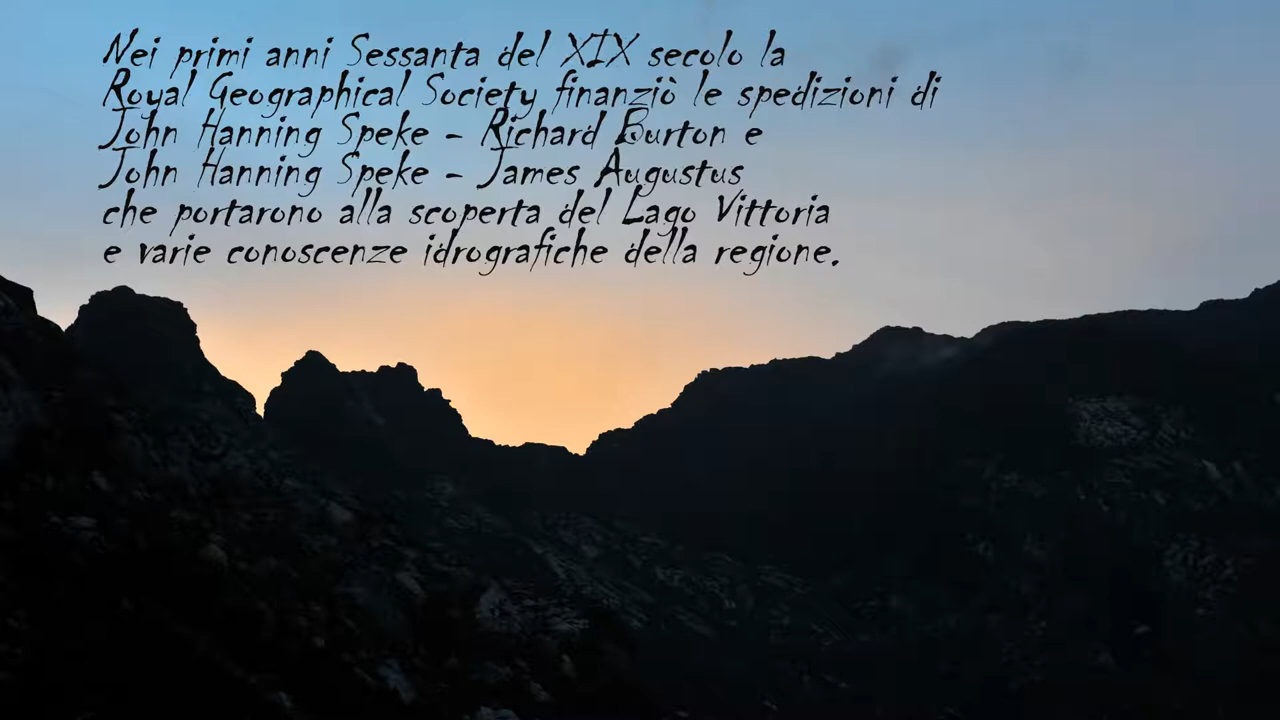 Nei primi anni Sessanta del XIX secolo la
Royal Geographical Society finanziò le spedizioni di
John Hanning Speke - Richard Burton e
John Hanning Speke - James Augustus
che portarono alla scoperta del Lago Vittoria
e varie conoscenze idrografiche della regione.